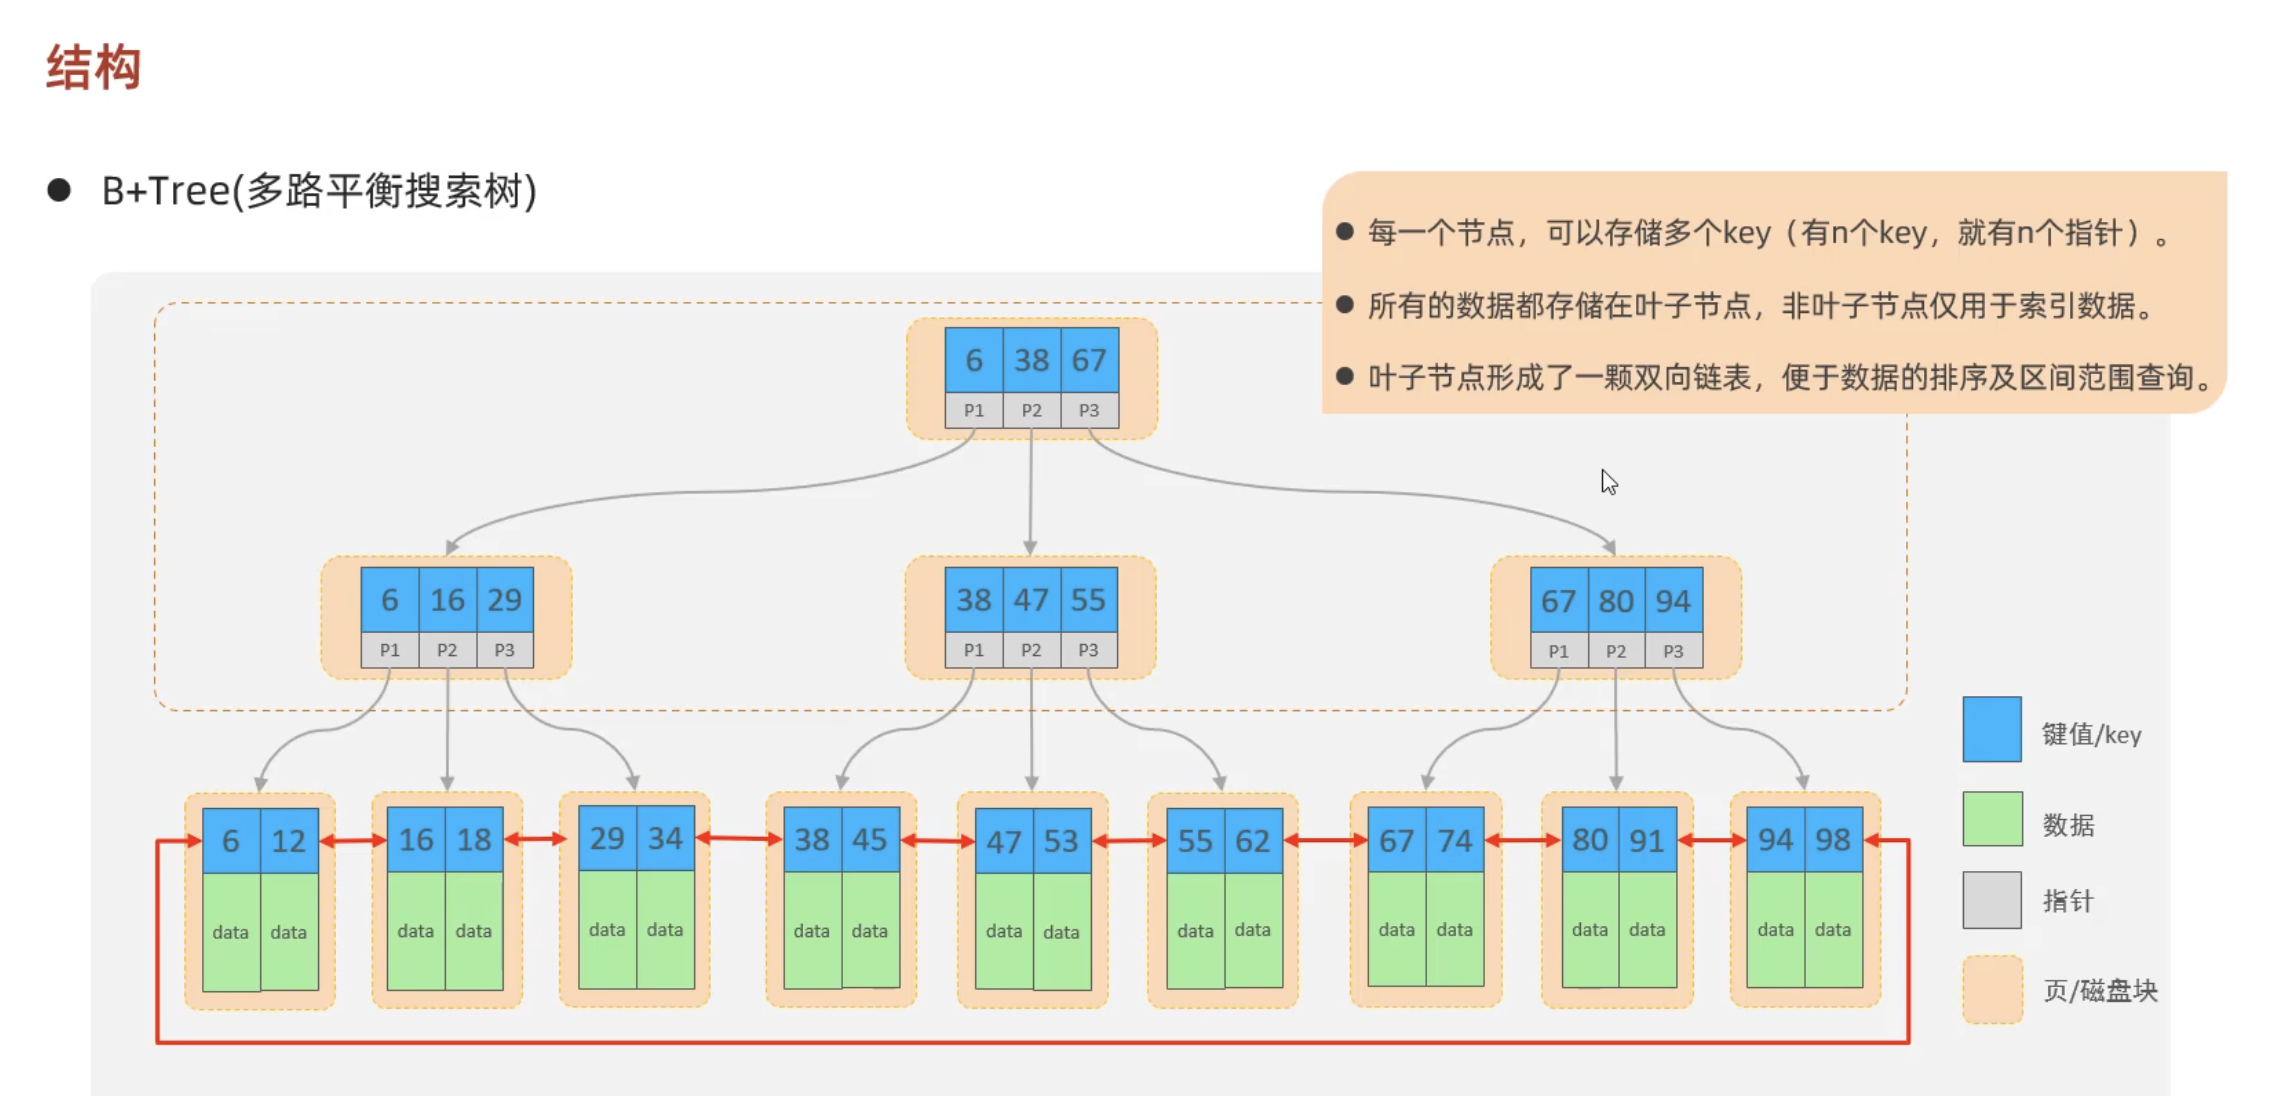 结构
● B+Tree(多路平衡搜索树)
● 每一个节点，可以存储多个key（有n个key，就有n个指针）。
● 所有的数据都存储在叶子节点，非叶子节点仅用于索引数据。
● 叶子节点形成了一颗双向链表，便于数据的排序及区间范围查询。
6 38 67
P1 P2 P3
6 16 29 38 47 55 67 80 94
P1 P2 P3 P1 P2 P3 P1 P2 P3
6 12 16 18 29 34 38 45 47 53 55 62 67 74 80 91 94 98
data data data data data data data data data data data data data data data data data data
键值/key
数据
指针
页/磁盘块